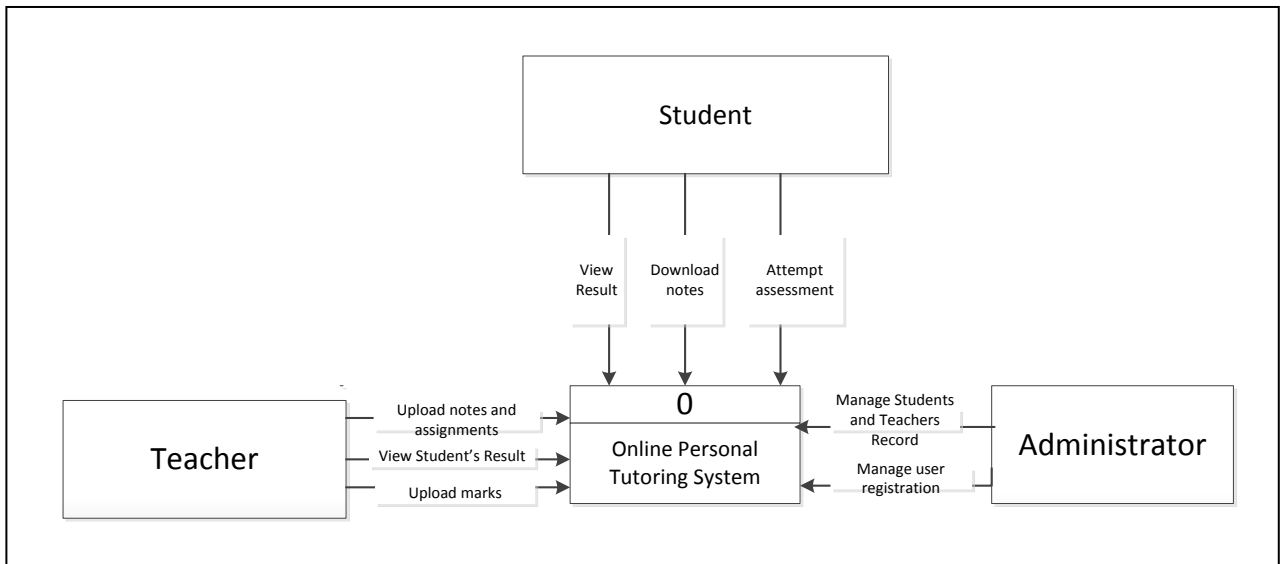 Student
View
Result
Download
notes
Attempt
assessment
Teacher
Upload notes and
assignments
View Student's Result
Upload marks
0
Online Personal
Tutoring System
Manage Students
and Teachers
Record
Manage user
registration
Administrator